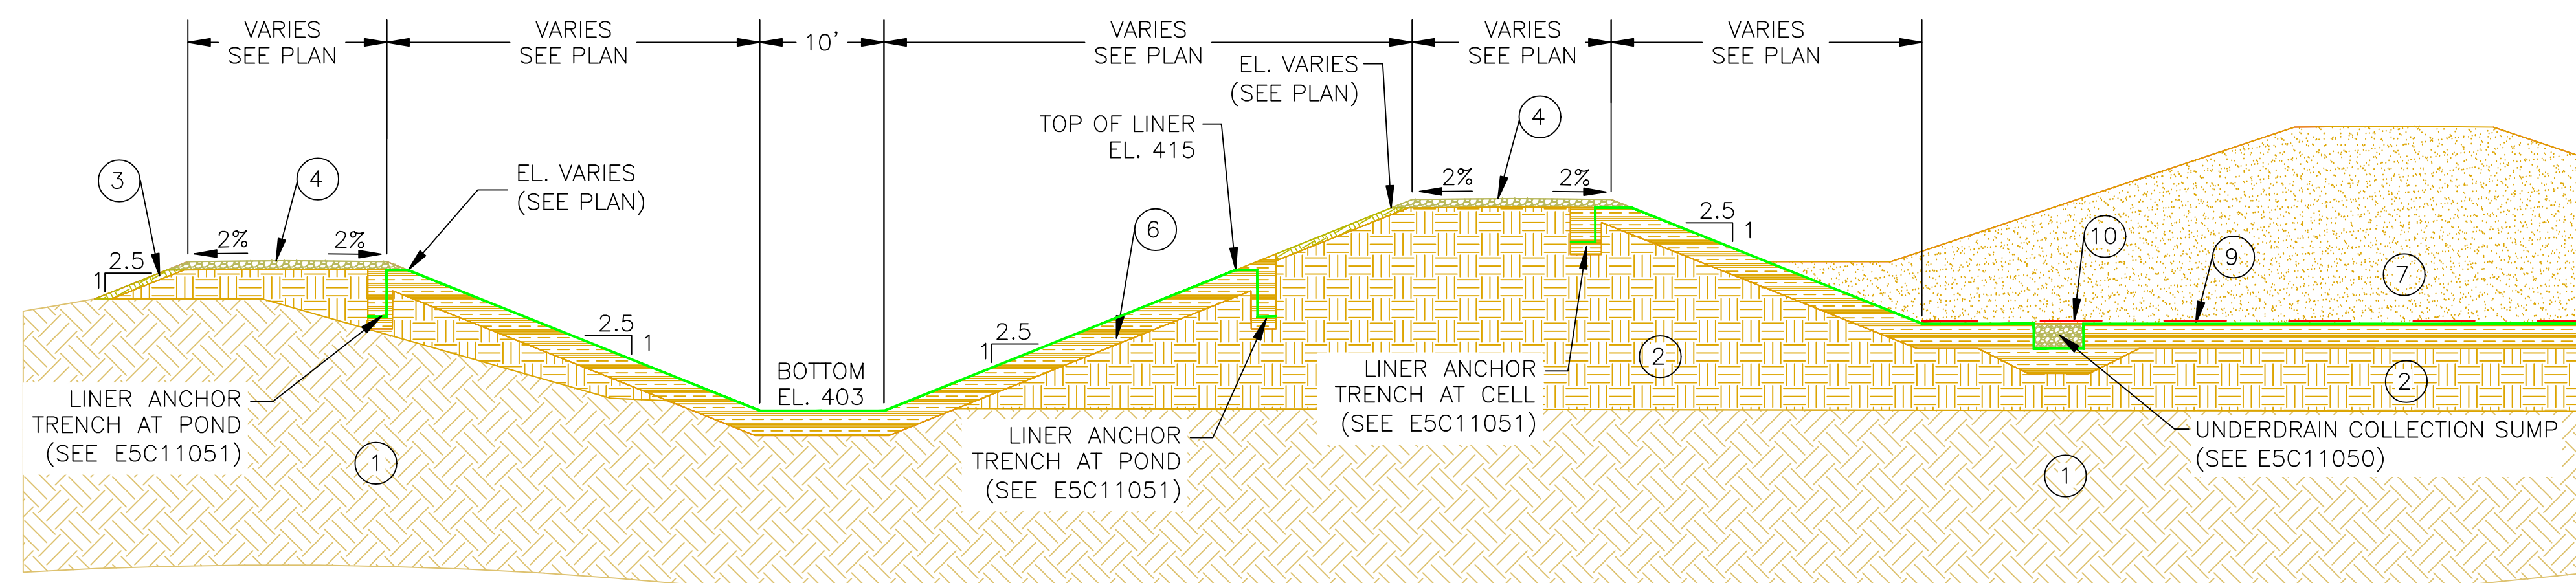 VARIES
SEE PLAN
VARIES
SEE PLAN
10'
VARIES
SEE PLAN
VARIES
SEE PLAN
VARIES
SEE PLAN
EL. VARIES
(SEE PLAN)
TOP OF LINER
EL. 415
4
3
4
EL. VARIES
(SEE PLAN)
2%
2%
2%
2%
2.5
1
2.5
1
6
10
9
7
2.5
1
2.5
1
BOTTOM
EL. 403
LINER ANCHOR
TRENCH AT POND
(SEE E5C11051)
1
LINER ANCHOR
TRENCH AT POND
(SEE E5C11051)
LINER ANCHOR
TRENCH AT CELL
(SEE E5C11051)
2
2
UNDERDRAIN COLLECTION SUMP
(SEE E5C11050)
1